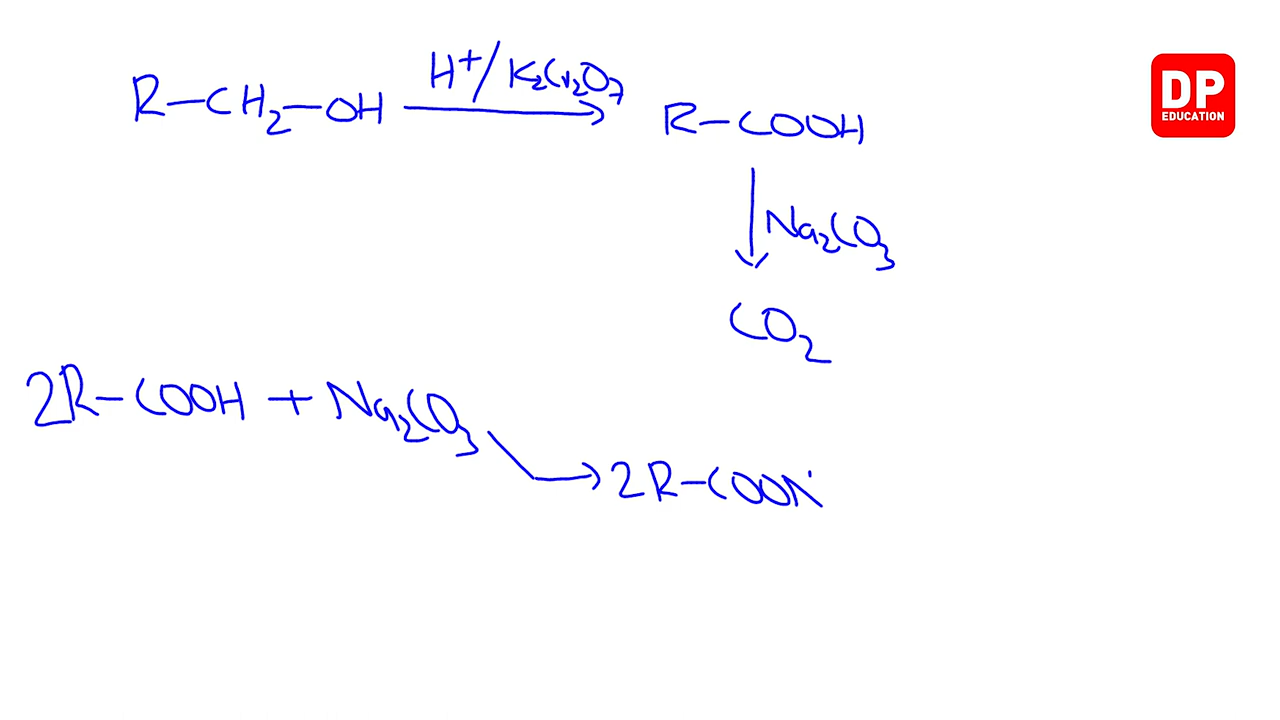 R-CH₂-OH H⁺/K₂Cr₂O₇ R-COOH
DP
EDUCATION
Na₂CO₃
CO₂
2R-COOH + Na₂CO₃
2R-COON